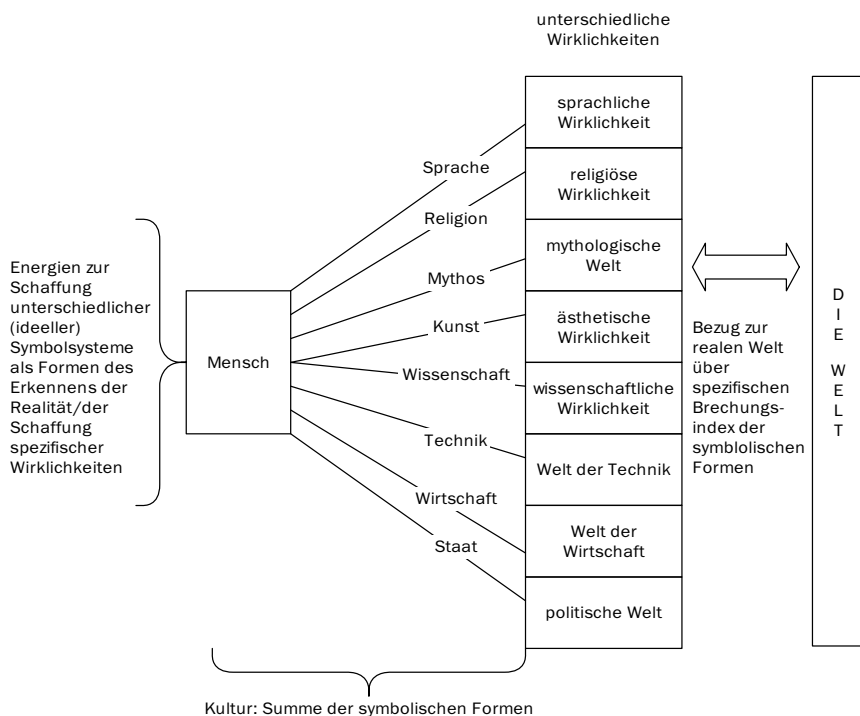 unterschiedliche
Wirklichkeiten
sprachliche
Wirklichkeit
Sprache
religiöse
Wirklichkeit
Religion
mythologische
Welt
Mythos
ästhetische
Wirklichkeit
Kunst
wissenschaftliche
Wirklichkeit
Wissenschaft
Welt der Technik
Technik
Welt der
Wirtschaft
Wirtschaft
politische Welt
Staat
Energien zur
Schaffung
unterschiedlicher
(ideeller)
Symbolsysteme
als Formen des
Erkennens der
Realität/der
Schaffung
spezifischer
Wirklichkeiten
Mensch
Bezug zur
realen Welt
über
spezifischen
Brechungs-
index der
symblolischen
Formen
DIE WELT
Kultur: Summe der symbolischen Formen